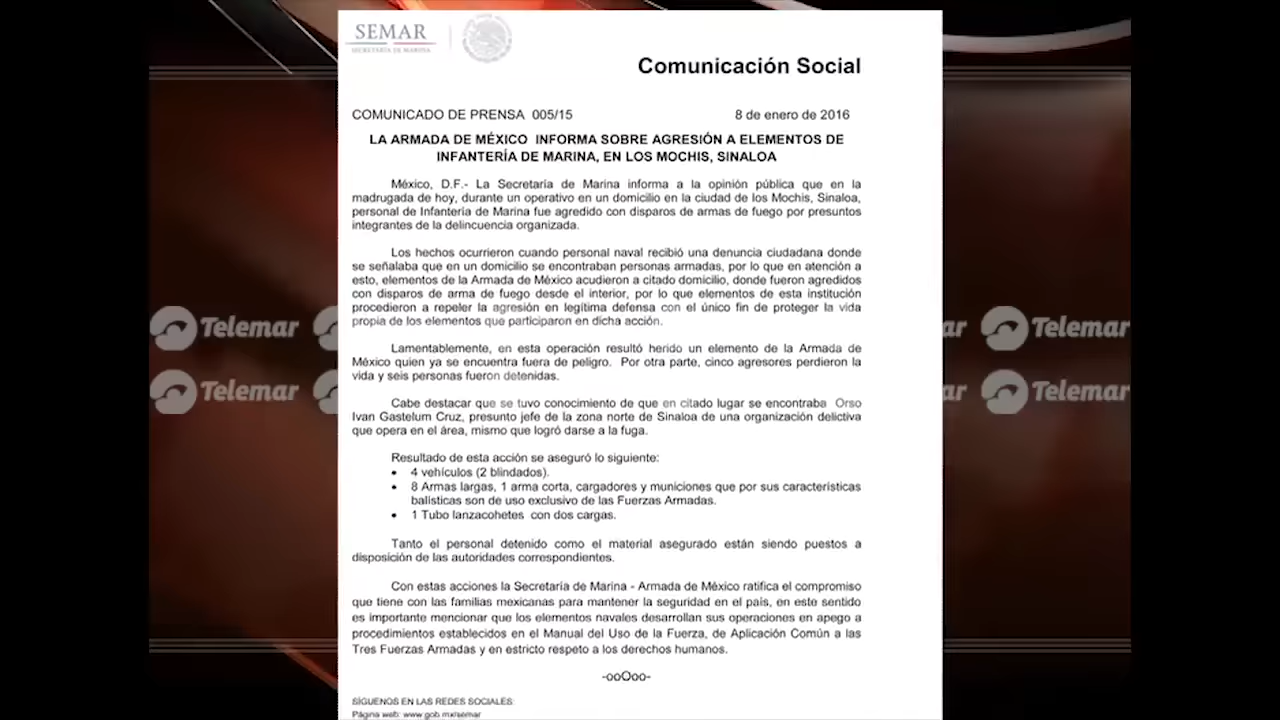 SEMAR
SECRETARÍA DE MARINA
Comunicación Social
COMUNICADO DE PRENSA 005/15
8 de enero de 2016
LA ARMADA DE MÉXICO INFORMA SOBRE AGRESIÓN A ELEMENTOS DE
INFANTERÍA DE MARINA, EN LOS MOCHIS, SINALOA
México, D.F.- La Secretaría de Marina informa a la opinión pública que en la
madrugada de hoy, durante un operativo en un domicilio en la ciudad de los Mochis, Sinaloa,
personal de Infantería de Marina fue agredido con disparos de armas de fuego por presuntos
integrantes de la delincuencia organizada.
Los hechos ocurrieron cuando personal naval recibió una denuncia ciudadana donde
se señalaba que en un domicilio se encontraban personas armadas, por lo que en atención a
esto, elementos de la Armada de México acudieron a citado domicilio, donde fueron agredidos
con disparos de arma de fuego desde el interior, por lo que elementos de esta institución
procedieron a repeler la agresión en legítima defensa con el único fin de proteger la vida
propia de los elementos que participaron en dicha acción.
Lamentablemente, en esta operación resultó herido un elemento de la Armada de
México quien ya se encuentra fuera de peligro. Por otra parte, cinco agresores perdieron la
vida y seis personas fueron detenidas.
Cabe destacar que se tuvo conocimiento de que en citado lugar se encontraba Orso
Ivan Gastelum Cruz, presunto jefe de la zona norte de Sinaloa de una organización delictiva
que opera en el área, mismo que logró darse a la fuga.
Resultado de esta acción se aseguró lo siguiente:
• 4 vehículos (2 blindados).
• 8 Armas largas, 1 arma corta, cargadores y municiones que por sus características
balísticas son de uso exclusivo de las Fuerzas Armadas.
• 1 Tubo lanzacohetes con dos cargas.
Tanto el personal detenido como el material asegurado están siendo puestos a
disposición de las autoridades correspondientes.
Con estas acciones la Secretaría de Marina - Armada de México ratifica el compromiso
que tiene con las familias mexicanas para mantener la seguridad en el país, en este sentido
es importante mencionar que los elementos navales desarrollan sus operaciones en apego a
procedimientos establecidos en el Manual del Uso de la Fuerza, de Aplicación Común a las
Tres Fuerzas Armadas y en estricto respeto a los derechos humanos.
-ooOoo-
SÍGUENOS EN LAS REDES SOCIALES:
Página web: www.gob.mx/semar
Telemar
ar Telemar
Telemar
ar Telemar